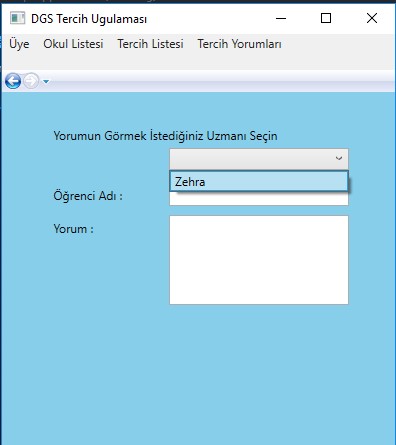 DGS Tercih Ugulaması
Üye Okul Listesi Tercih Listesi Tercih Yorumları
Yorumun Görmek İstediğiniz Uzmanı Seçin
Zehra
Öğrenci Adı :
Yorum :